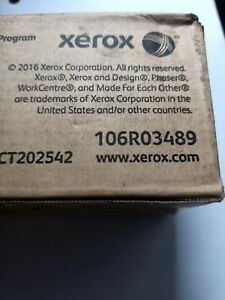 Program xerox
© 2016 Xerox Corporation. All rights reserved.
Xerox®, Xerox and Design®, Phaser®,
WorkCentre®, and Made For Each Other®
are trademarks of Xerox Corporation in the
United States and/or other countries.
106R03489
CT202542 www.xerox.com